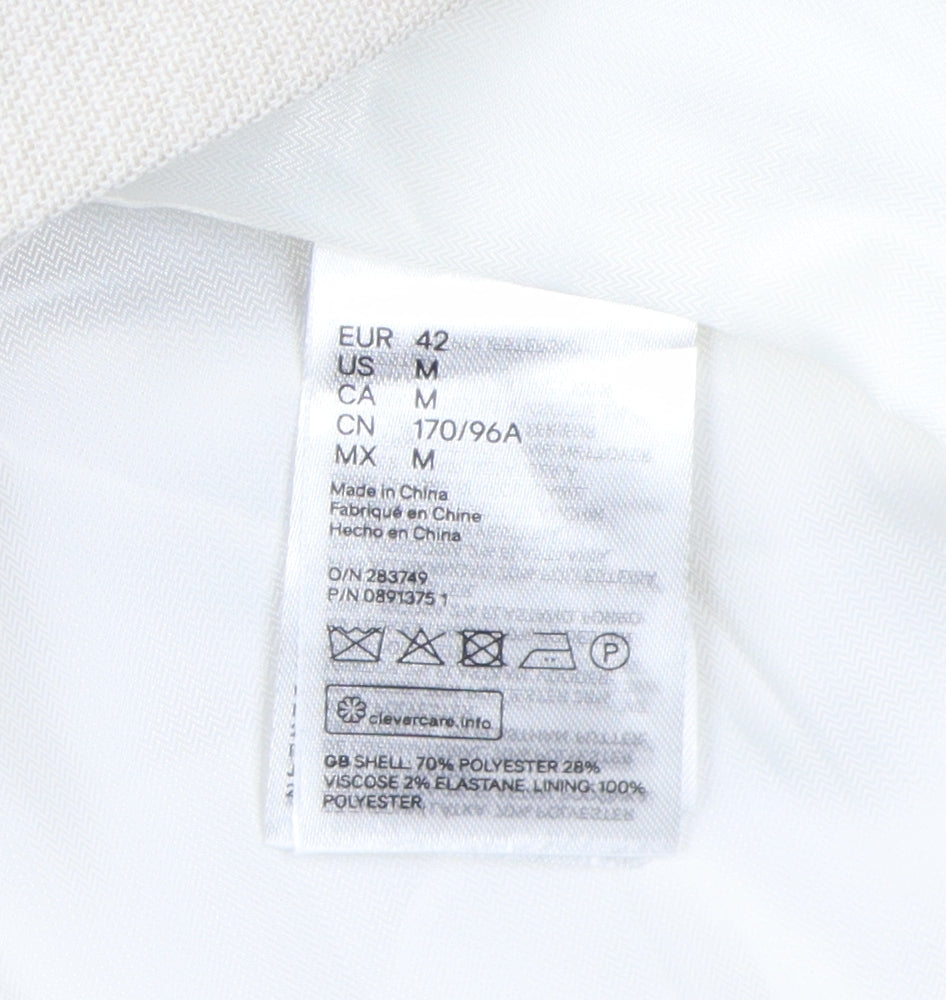 EUR 42
US M
CA M
CN 170/96A
MX M
Made in China
Fabriqué en Chine
Hecho en China
O/N 283749
P/N 0891375 1
P
clevercare.info
GB SHELL: 70% POLYESTER 28%
VISCOSE 2% ELASTANE. LINING: 100%
POLYESTER.